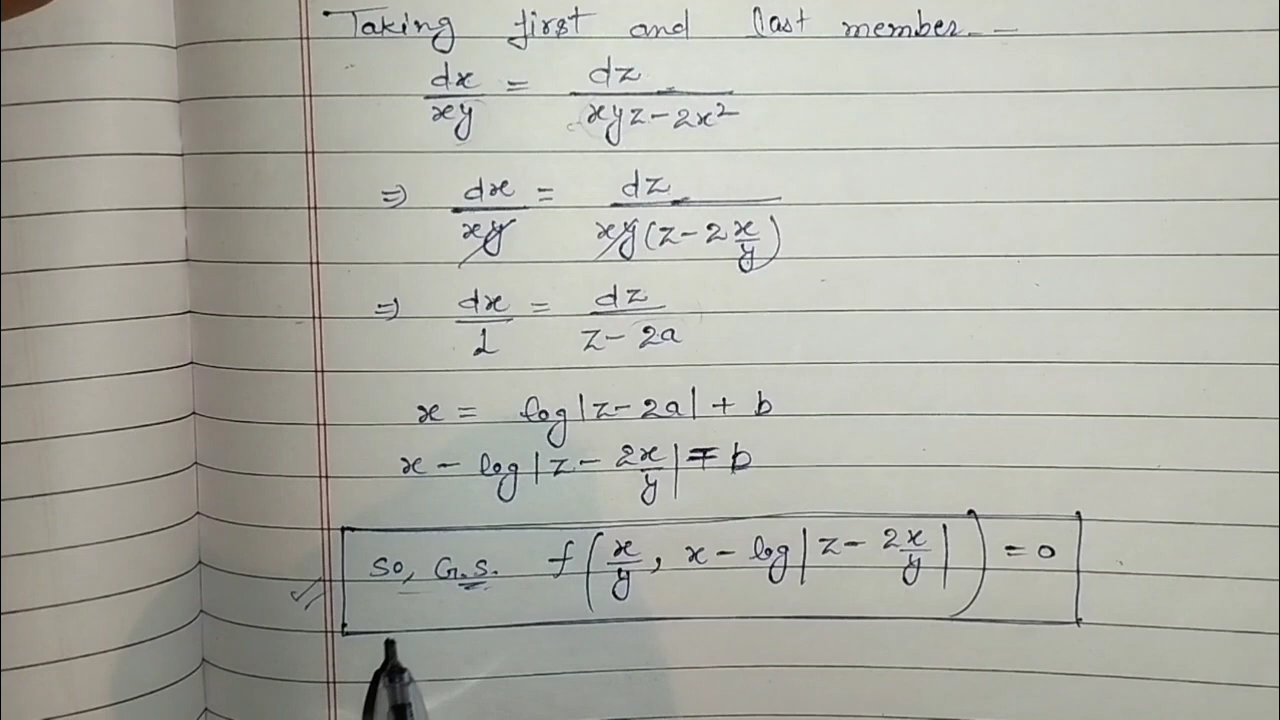 Taking first and last member --
dx/xy = dz/xyz-2x²
⇒ dx/xy = dz/xy(z-2x/y)
⇒ dx/1 = dz/z-2a
x = log|z-2a| + b
x - log|z - 2x/y| = b
So, G.S. f(x/y, x - log|z - 2x/y|) = 0